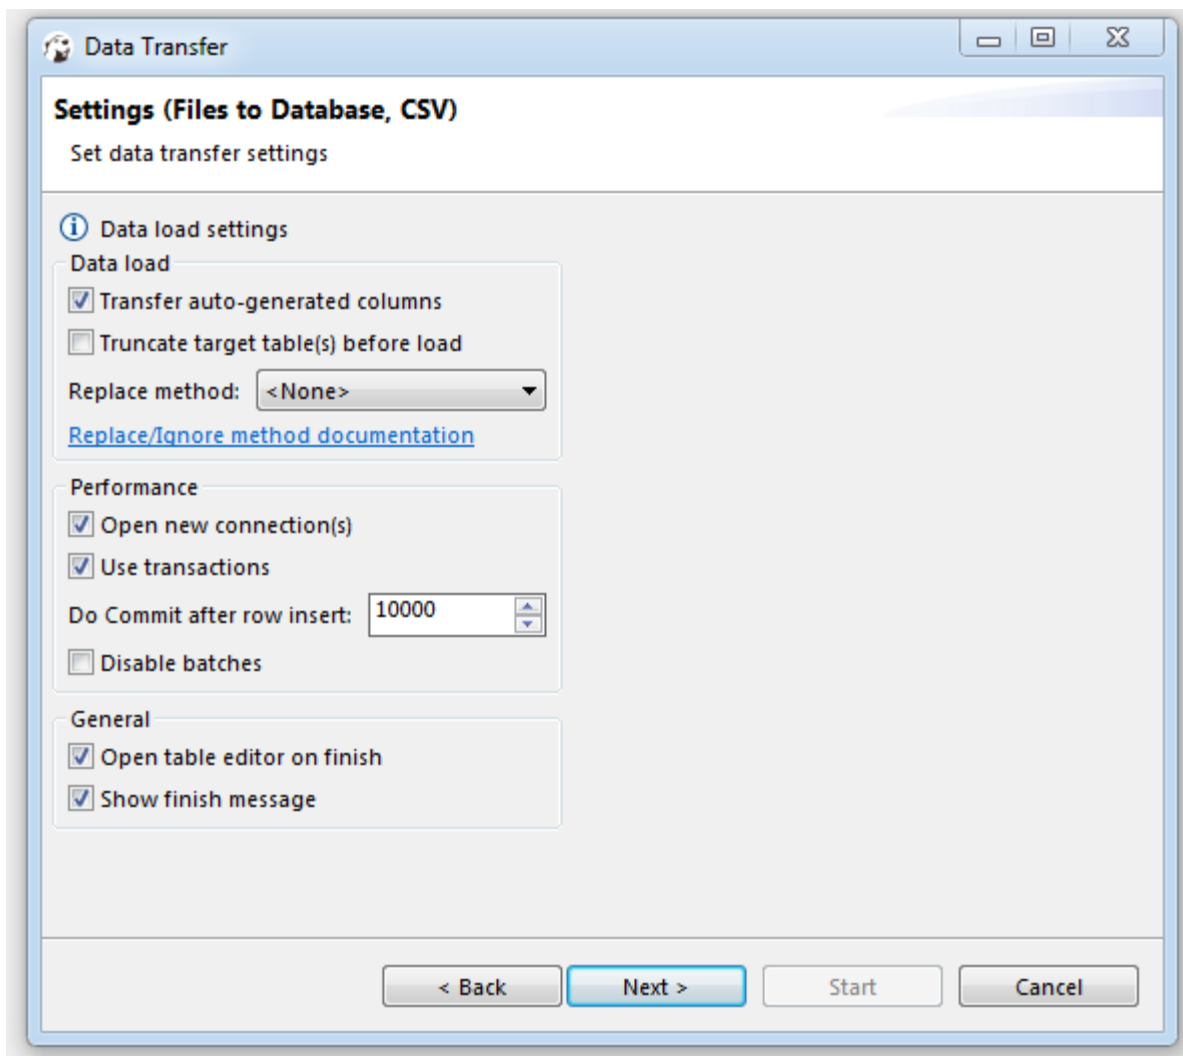 Data Transfer
Settings (Files to Database, CSV)
Set data transfer settings
Data load settings
Data load
Transfer auto-generated columns
Truncate target table(s) before load
Replace method: <None>
Replace/Ignore method documentation
Performance
Open new connection(s)
Use transactions
Do Commit after row insert: 10000
Disable batches
General
Open table editor on finish
Show finish message
< Back Next > Start Cancel